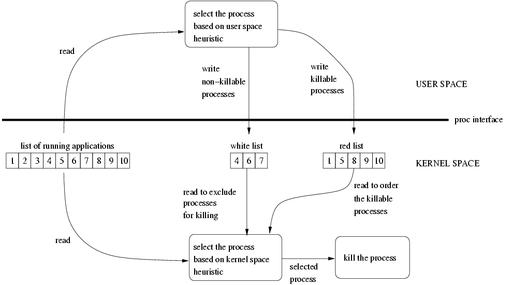 select the process
based on user space
heuristic
read
write
non-killable
processes
write
killable
processes
USER SPACE
proc interface
list of running applications
white list
red list
1 2 3 4 5 6 7 8 9 10
4 6 7
1 5 8 9 10
KERNEL SPACE
read to exclude
processes
for killing
read to order
the killable
processes
read
select the process
based on kernel space
heuristic
selected
process
kill the process